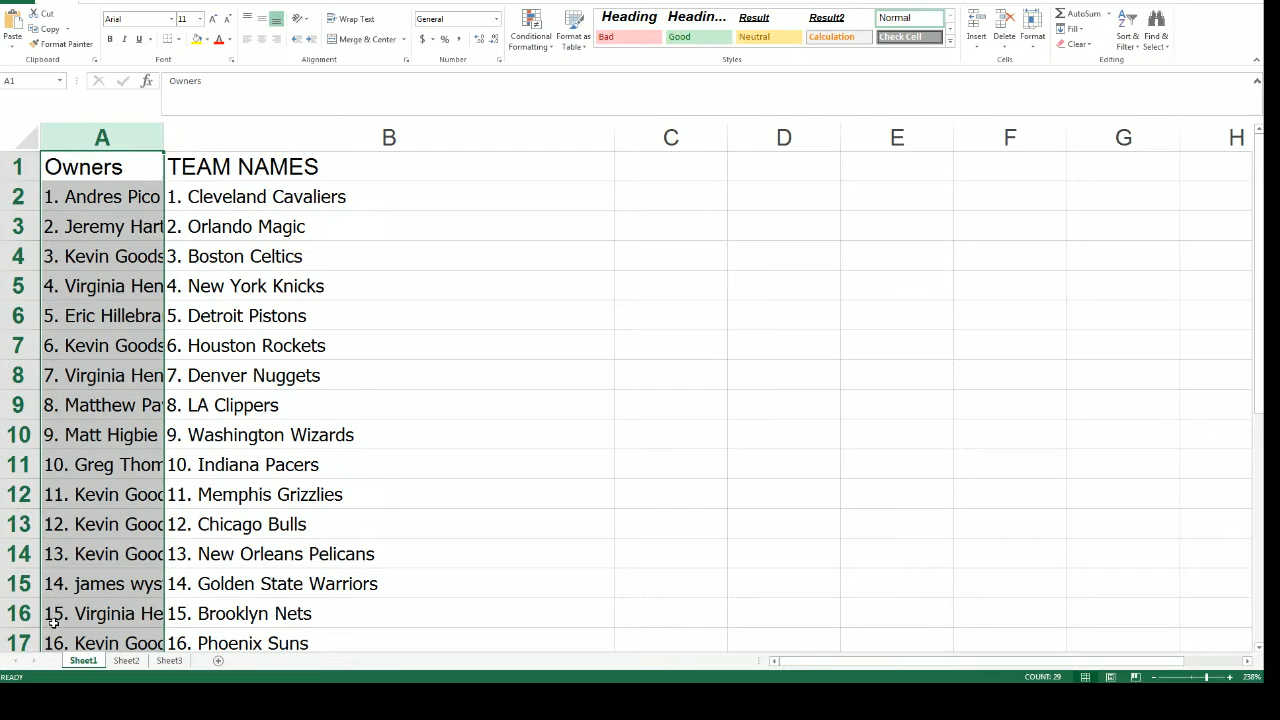 Cut
Copy
Paste
Format Painter
Clipboard
Arial
11
B I U
Font
Wrap Text
Merge & Center
Alignment
General
$ % ,
Number
Conditional Formatting
Format as Table
Heading
Headin...
Result
Result2
Normal
Bad
Good
Neutral
Calculation
Check Cell
Styles
Insert
Delete
Format
Cells
AutoSum
Fill
Clear
Sort & Filter
Find & Select
Editing
A1
fx
Owners
A B C D E F G H
1 Owners TEAM NAMES
2 1. Andres Pico 1. Cleveland Cavaliers
3 2. Jeremy Hart 2. Orlando Magic
4 3. Kevin Goods 3. Boston Celtics
5 4. Virginia Hen 4. New York Knicks
6 5. Eric Hillebra 5. Detroit Pistons
7 6. Kevin Goods 6. Houston Rockets
8 7. Virginia Hen 7. Denver Nuggets
9 8. Matthew Pa 8. LA Clippers
10 9. Matt Higbie 9. Washington Wizards
11 10. Greg Thom 10. Indiana Pacers
12 11. Kevin Good 11. Memphis Grizzlies
13 12. Kevin Good 12. Chicago Bulls
14 13. Kevin Good 13. New Orleans Pelicans
15 14. james wys 14. Golden State Warriors
16 15. Virginia He 15. Brooklyn Nets
17 16. Kevin Good 16. Phoenix Suns
Sheet1 Sheet2 Sheet3
READY
COUNT: 29
238%